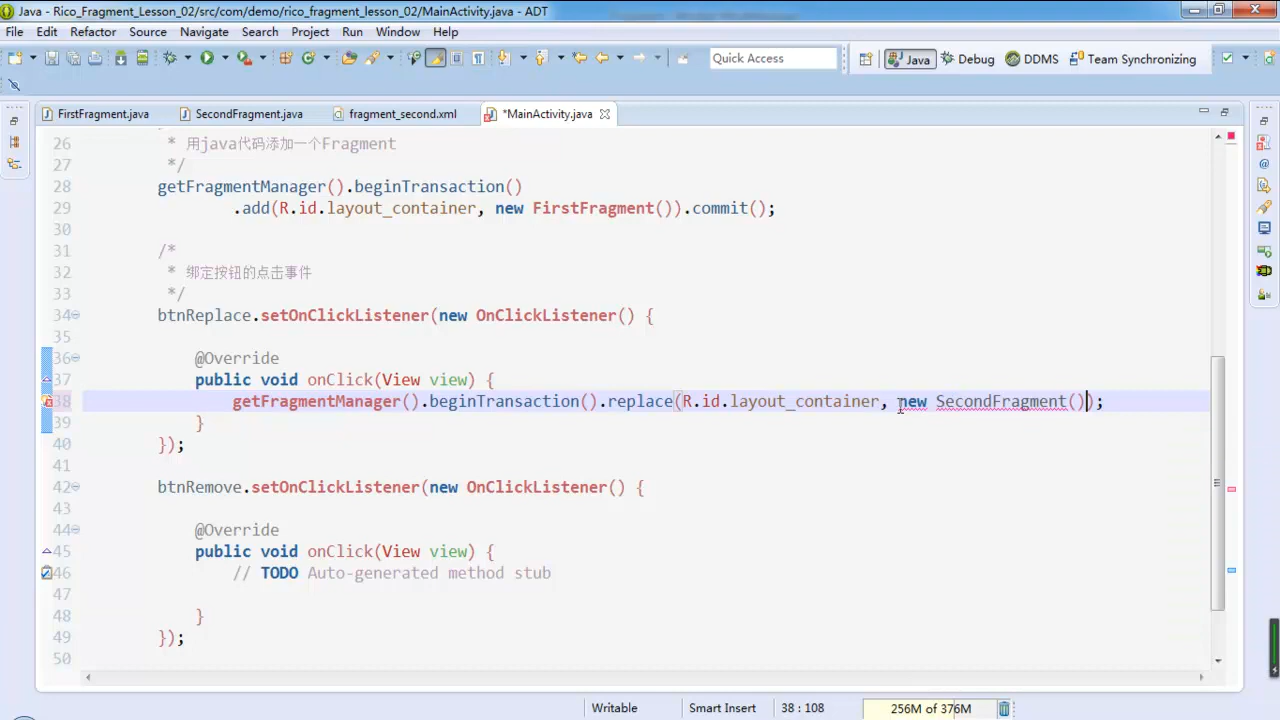 Java - Rico_Fragment_Lesson_02/src/com/demo/rico_fragment_lesson_02/MainActivity.java - ADT
File Edit Refactor Source Navigate Search Project Run Window Help
Quick Access
Java Debug DDMS Team Synchronizing
FirstFragment.java SecondFragment.java fragment_second.xml *MainActivity.java
26 * 用java代码添加一个Fragment
27 */
28 getFragmentManager().beginTransaction()
29 .add(R.id.layout_container, new FirstFragment()).commit();
30
31 /*
32 * 绑定按钮的点击事件
33 */
34 btnReplace.setOnClickListener(new OnClickListener() {
35
36 @Override
37 public void onClick(View view) {
38 getFragmentManager().beginTransaction().replace(R.id.layout_container, new SecondFragment());
39 }
40 });
41
42 btnRemove.setOnClickListener(new OnClickListener() {
43
44 @Override
45 public void onClick(View view) {
46 // TODO Auto-generated method stub
47
48 }
49 });
50
Writable Smart Insert 38 : 108 256M of 376M